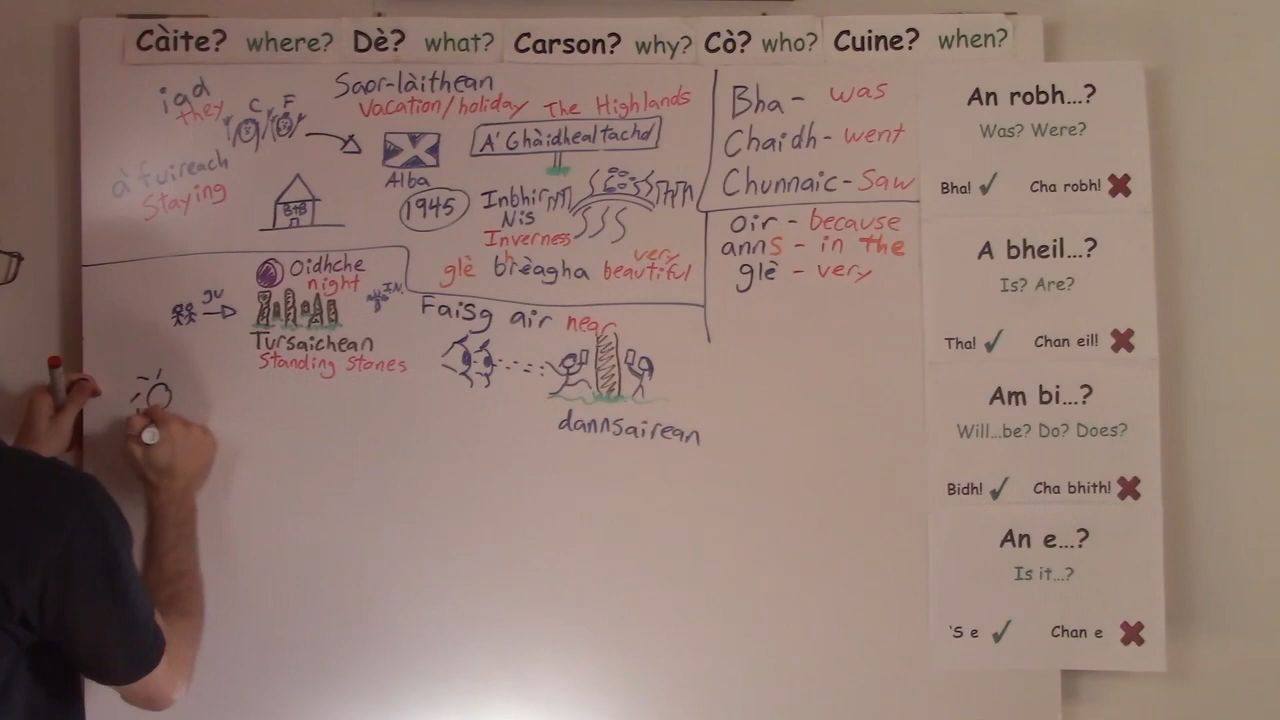 Càite? where? Dè? what? Carson? why? Cò? who? Cuine? when?
iad
they
C F
Saor-làithean
Vacation/holiday The Highlands
A' Ghàidhealtachd
Alba
à fuireach
Staying
B+B
1945
Inbhir
Nis
Inverness
glè bhrèagha very beautiful
Bha - was
Chaidh - went
Chunnaic - Saw
oir - because
annS - in the
glè - very
Oidhche
night
gu
I.N.
Tursaichean
Standing Stones
Faisg air near
dannsairean
An robh...?
Was? Were?
Bha! Cha robh!
A bheil...?
Is? Are?
Tha! Chan eil!
Am bi...?
Will...be? Do? Does?
Bidh! Cha bhith!
An e...?
Is it...?
'S e Chan e